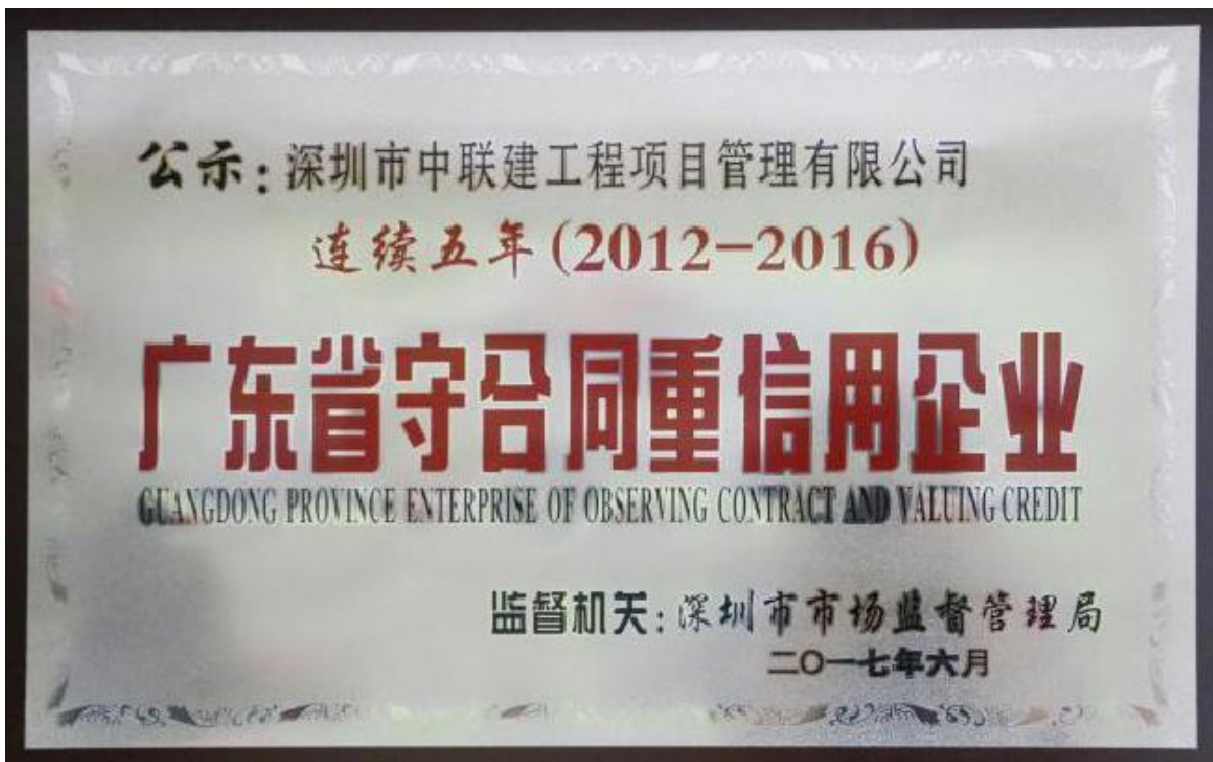 公示:深圳市中联建工程项目管理有限公司
连续五年(2012-2016)
广东省守合同重信用企业
GUANGDONG PROVINCE ENTERPRISE OF OBSERVING CONTRACT AND VALUING CREDIT
监督机关:深圳市市场监督管理局
二〇一七年六月